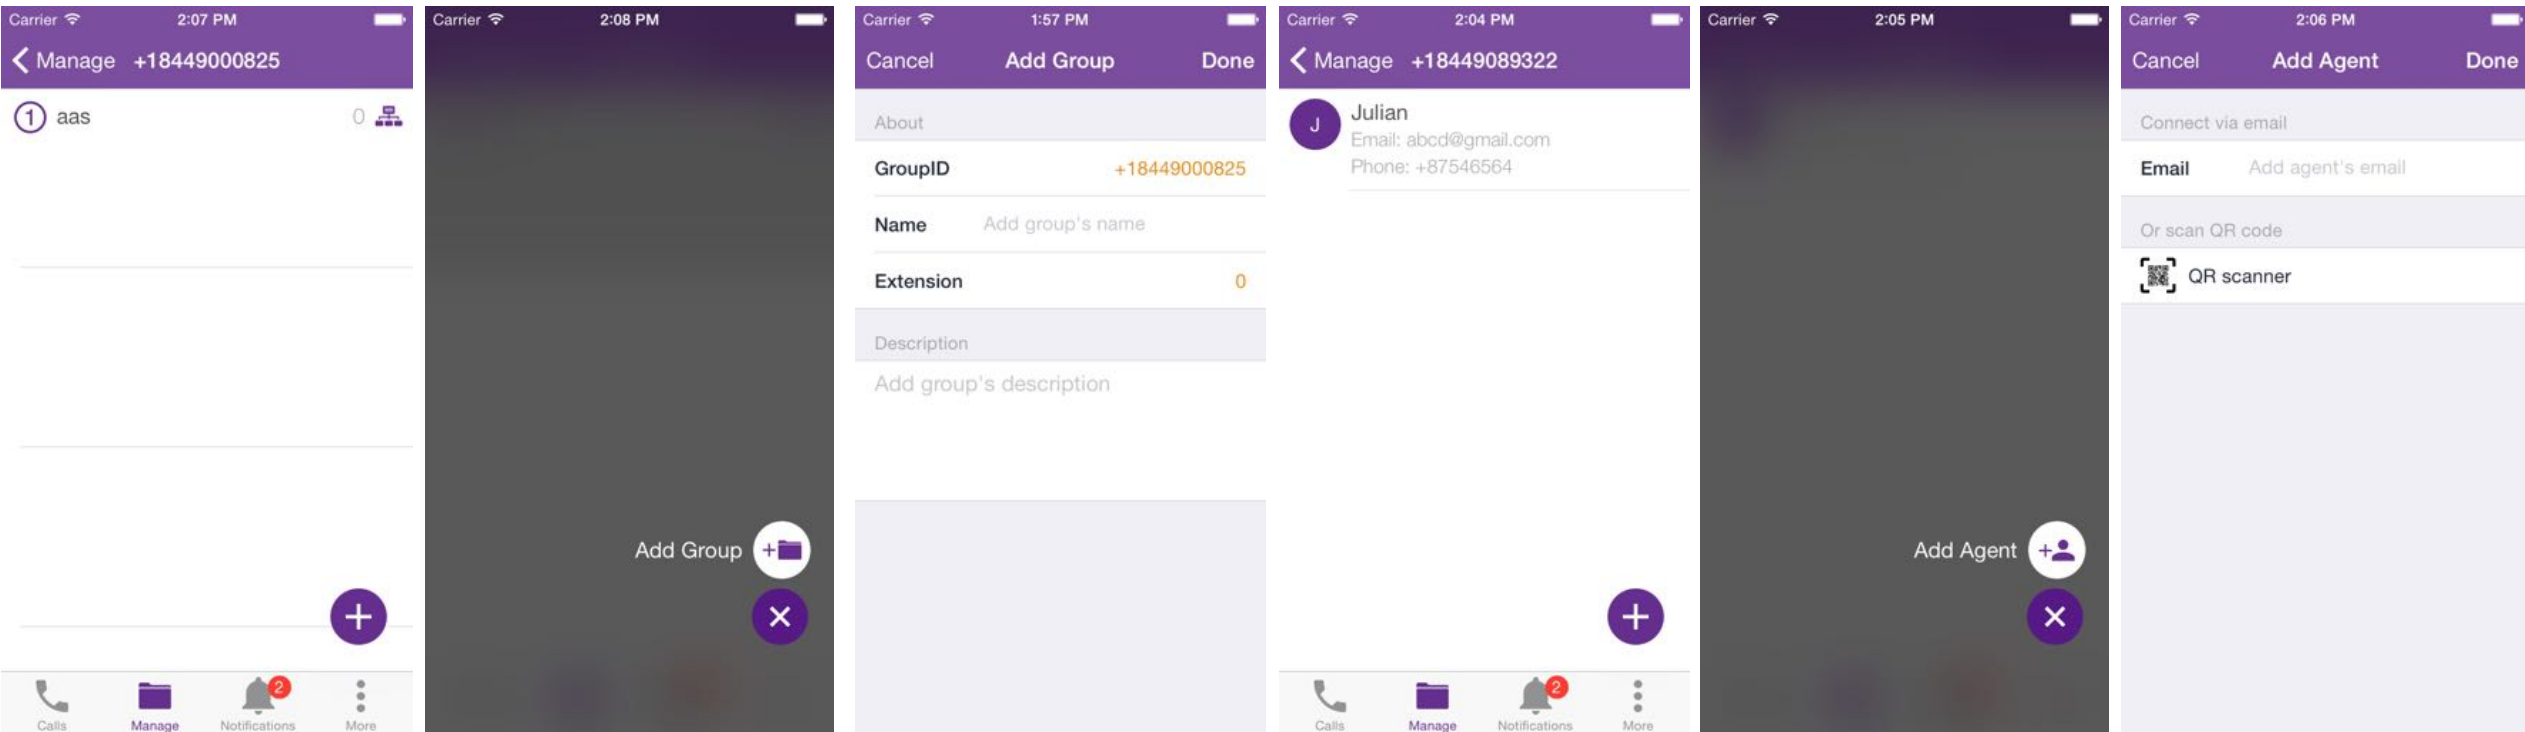 Carrier 2:07 PM
Manage +18449000825
1 aas 0
+
Calls Manage Notifications 2 More
Carrier 2:08 PM
Add Group +
×
Carrier 1:57 PM
Cancel Add Group Done
About
GroupID +18449000825
Name Add group's name
Extension 0
Description
Add group's description
Carrier 2:04 PM
Manage +18449089322
J Julian
Email: abcd@gmail.com
Phone: +87546564
+
Calls Manage Notifications 2 More
Carrier 2:05 PM
Add Agent +
×
Carrier 2:06 PM
Cancel Add Agent Done
Connect via email
Email Add agent's email
Or scan QR code
QR scanner